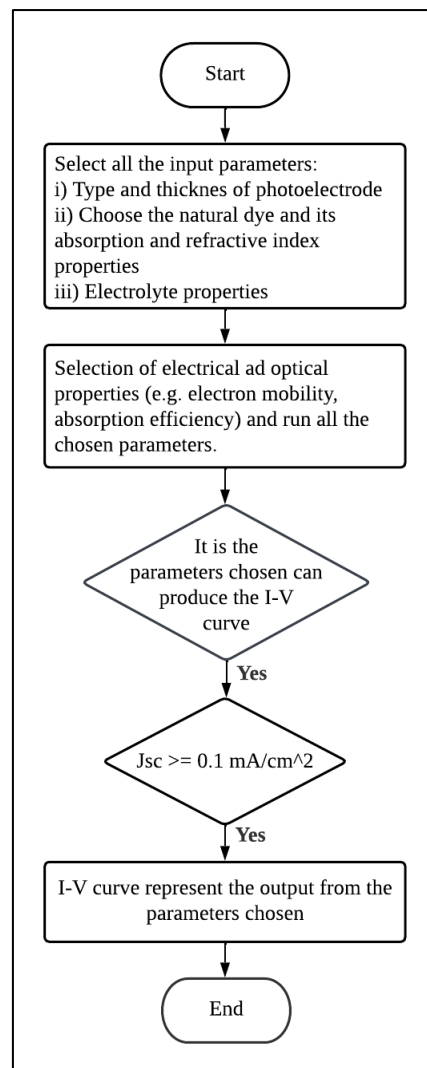 Start
Select all the input parameters:
i) Type and thicknes of photoelectrode
ii) Choose the natural dye and its
absorption and refractive index
properties
iii) Electrolyte properties
Selection of electrical ad optical
properties (e.g. electron mobility,
absorption efficiency) and run all the
chosen parameters.
It is the
parameters chosen can
produce the I-V
curve
Yes
Jsc >= 0.1 mA/cm^2
Yes
I-V curve represent the output from the
parameters chosen
End